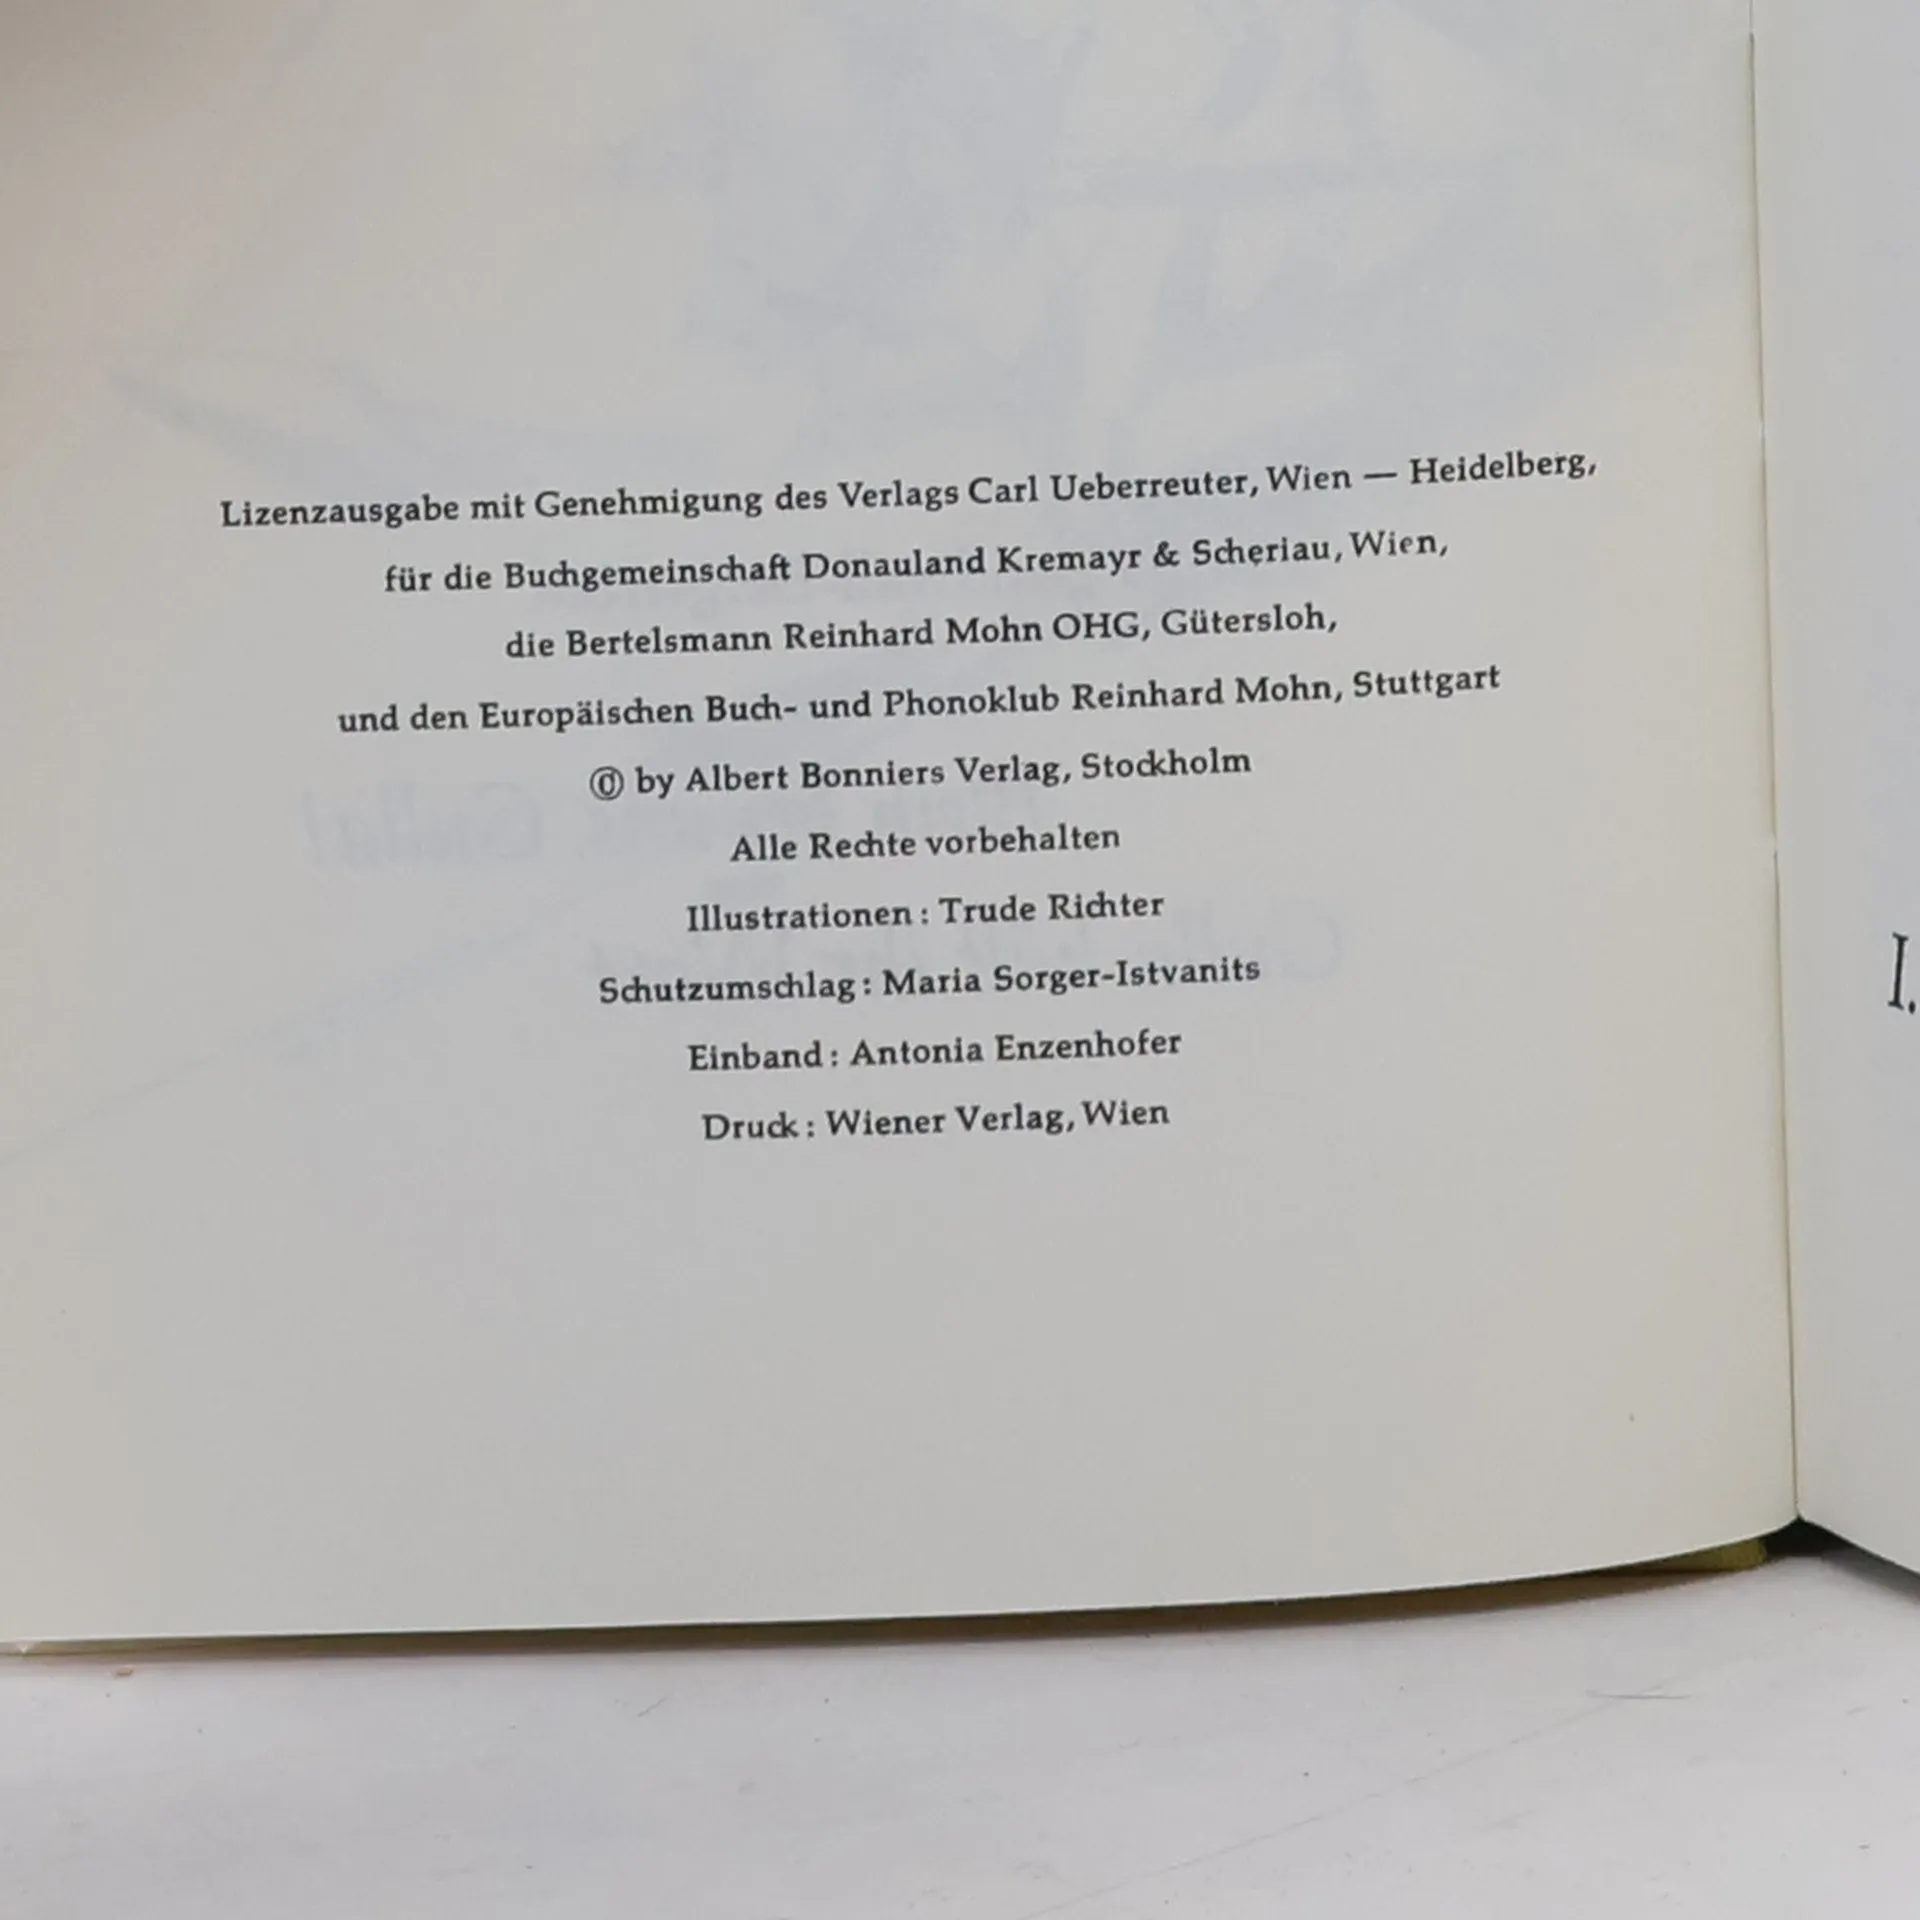 Lizenzausgabe mit Genehmigung des Verlags Carl Ueberreuter, Wien — Heidelberg,
für die Buchgemeinschaft Donauland Kremayr & Scheriau, Wien,
die Bertelsmann Reinhard Mohn OHG, Gütersloh,
und den Europäischen Buch- und Phonoklub Reinhard Mohn, Stuttgart
© by Albert Bonniers Verlag, Stockholm
Alle Rechte vorbehalten
Illustrationen: Trude Richter
Schutzumschlag: Maria Sorger-Istvanits
Einband: Antonia Enzenhofer
Druck: Wiener Verlag, Wien
I.